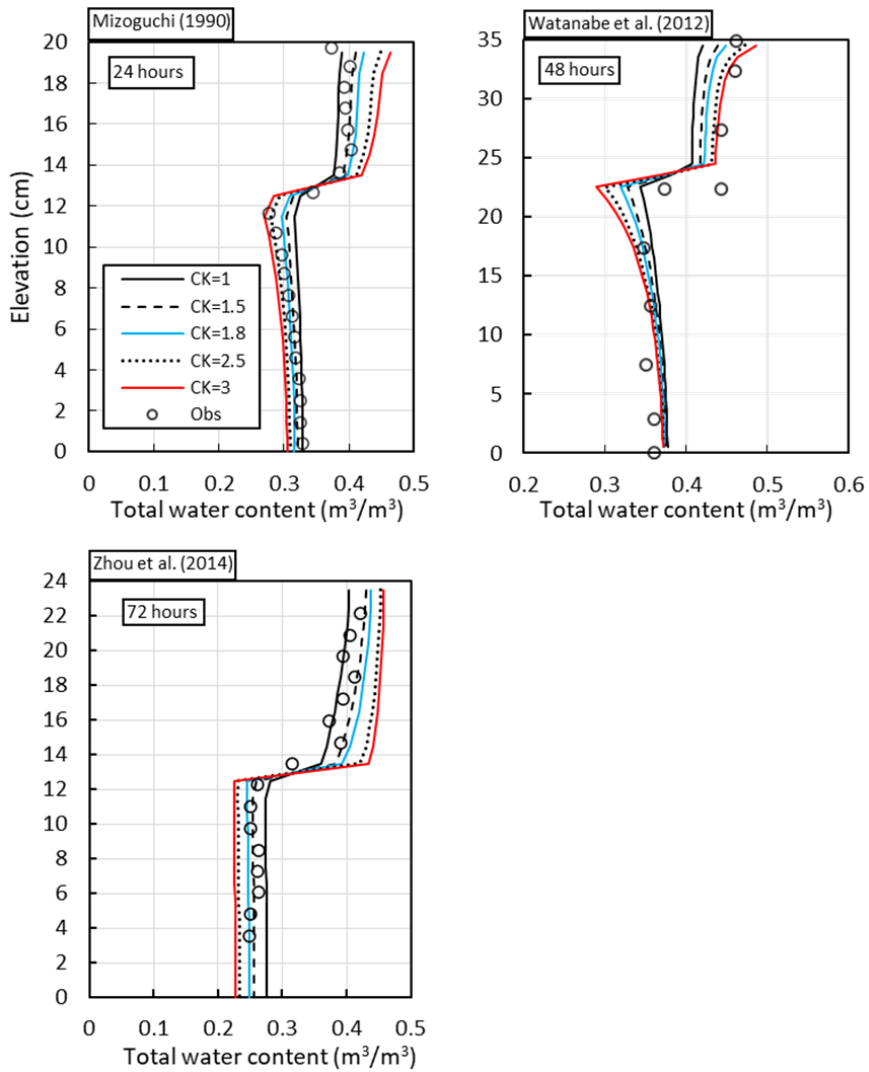 Mizoguchi (1990)
24 hours
20
18
16
14
12
10
8
6
4
2
0
Elevation (cm)
CK=1
CK=1.5
CK=1.8
CK=2.5
CK=3
Obs
0 0.1 0.2 0.3 0.4 0.5
Total water content (m³/m³)
Watanabe et al. (2012)
48 hours
35
30
25
20
15
10
5
0
0.2 0.3 0.4 0.5 0.6
Total water content (m³/m³)
Zhou et al. (2014)
72 hours
24
22
20
18
16
14
12
10
8
6
4
2
0
0 0.1 0.2 0.3 0.4 0.5
Total water content (m³/m³)